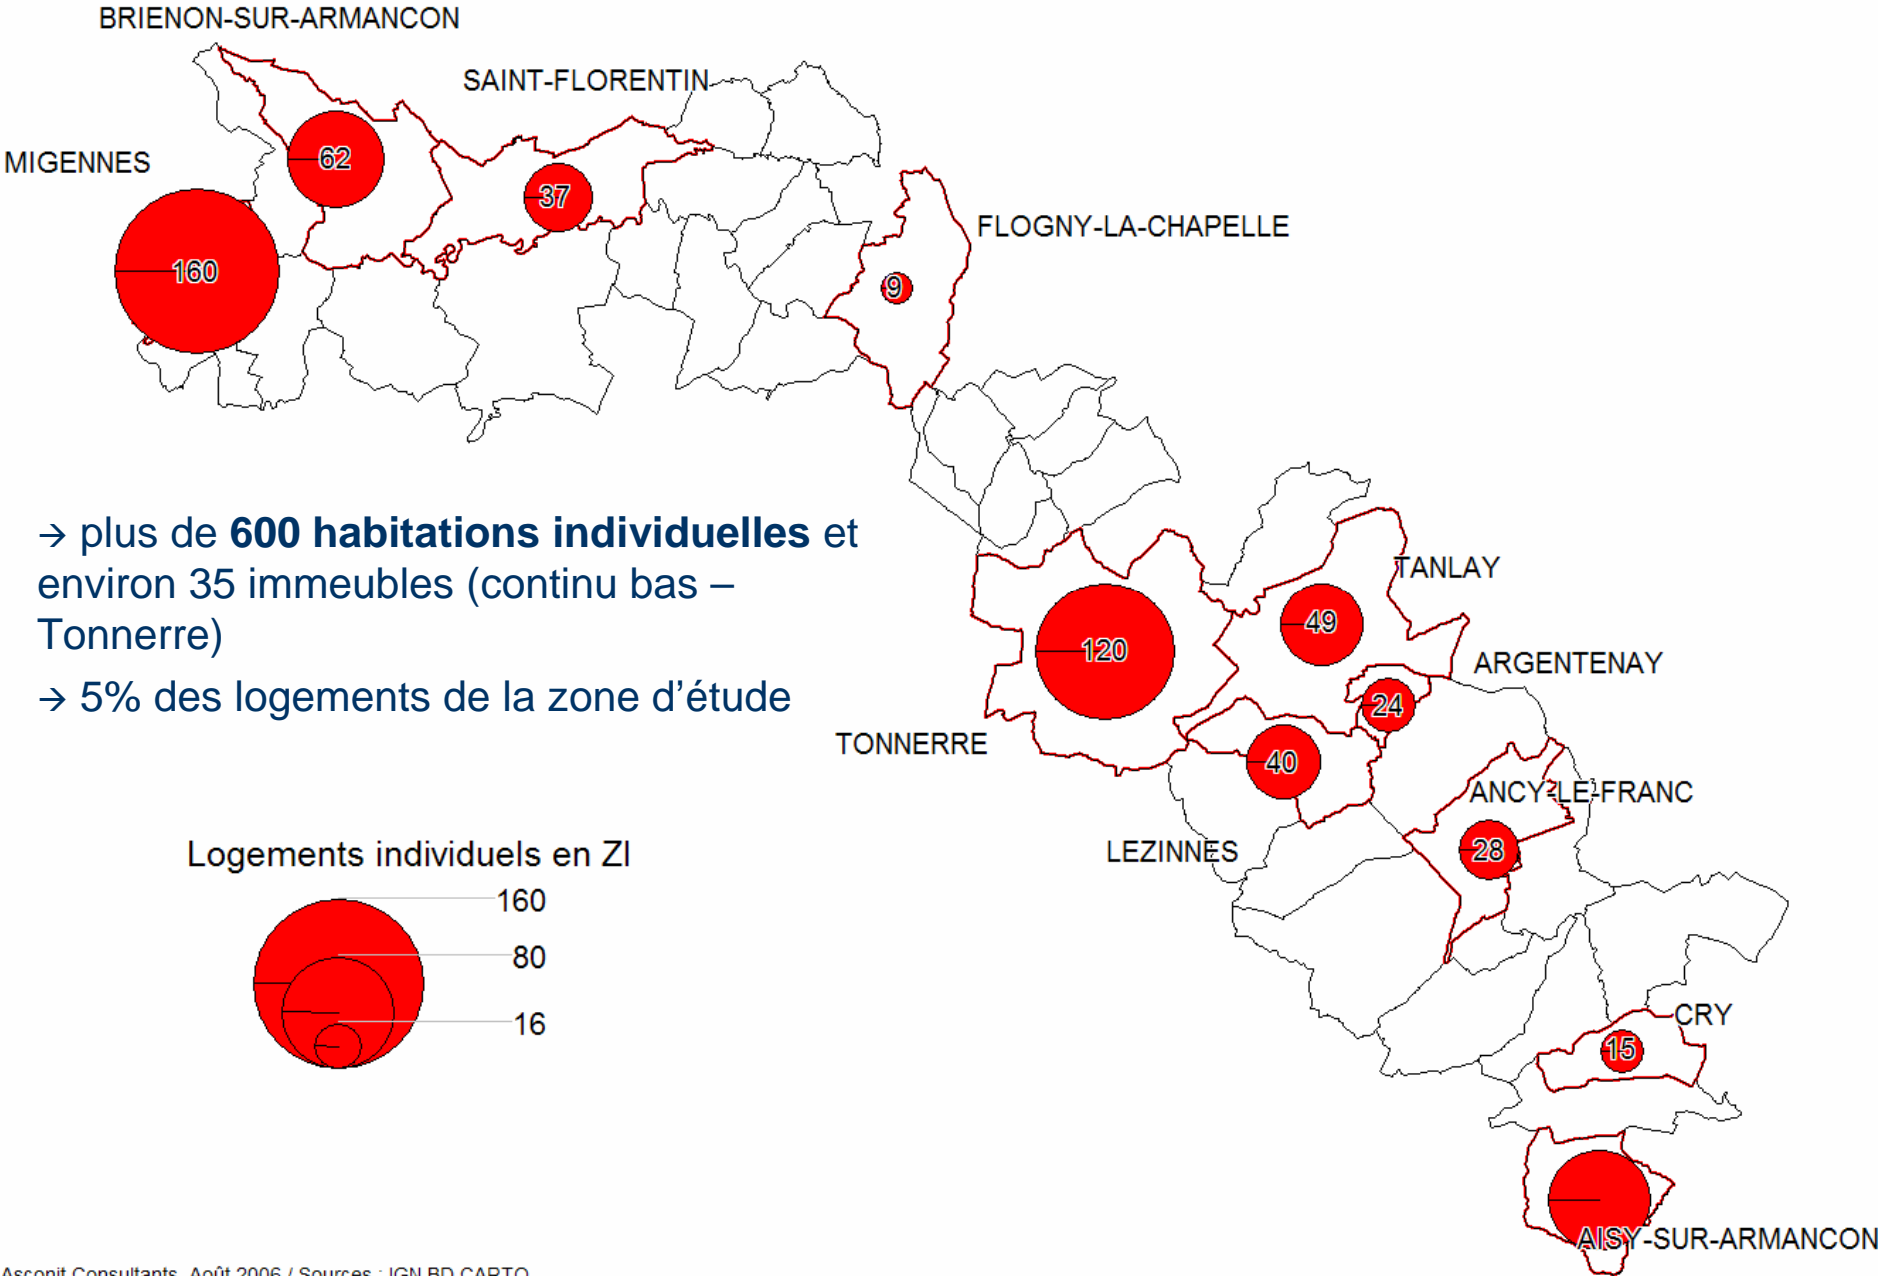 BRIENON-SUR-ARMANCON
SAINT-FLORENTIN
MIGENNES
62
37
160
FLOGNY-LA-CHAPELLE
9
→ plus de 600 habitations individuelles et
environ 35 immeubles (continu bas –
Tonnerre)
→ 5% des logements de la zone d'étude
TANLAY
49
120
ARGENTENAY
24
TONNERRE
40
ANCY-LE-FRANC
LEZINNES
28
Logements individuels en ZI
160
80
16
CRY
15
AISY-SUR-ARMANCON
Asconit Consultants, Août 2006 / Sources : IGN BD CARTO